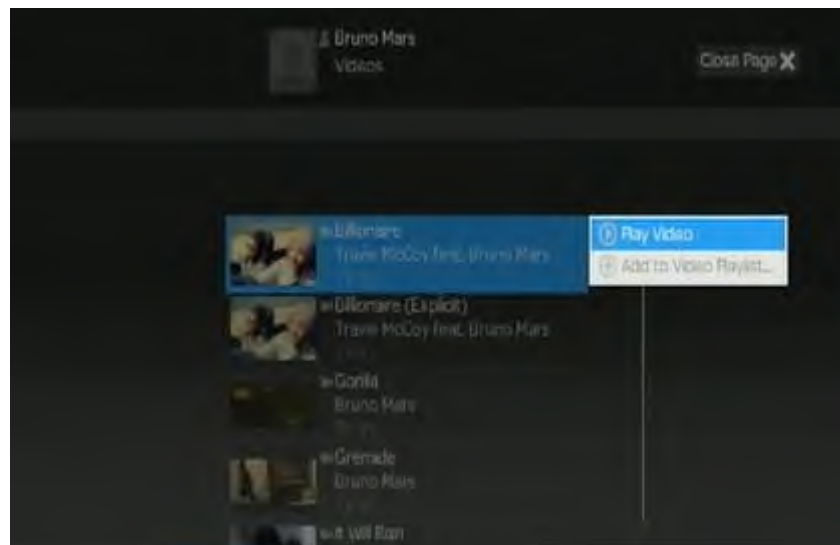 Bruno Mars
Videos
Close Page X
Billionaire
Travie McCoy feat. Bruno Mars
Play Video
Add to Video Playlist...
Billionaire (Explicit)
Travie McCoy feat. Bruno Mars
Gorilla
Bruno Mars
Grenade
Bruno Mars
It Will Rain